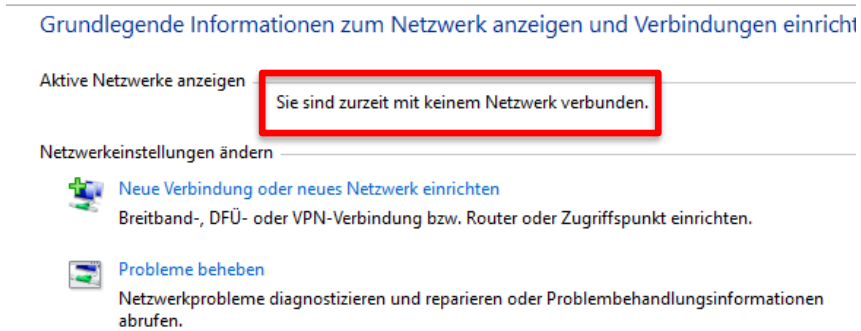 Grundlegende Informationen zum Netzwerk anzeigen und Verbindungen einricht
Aktive Netzwerke anzeigen
Sie sind zurzeit mit keinem Netzwerk verbunden.
Netzwerkeinstellungen ändern
Neue Verbindung oder neues Netzwerk einrichten
Breitband-, DFÜ- oder VPN-Verbindung bzw. Router oder Zugriffspunkt einrichten.
Probleme beheben
Netzwerkprobleme diagnostizieren und reparieren oder Problembehandlungsinformationen
abrufen.